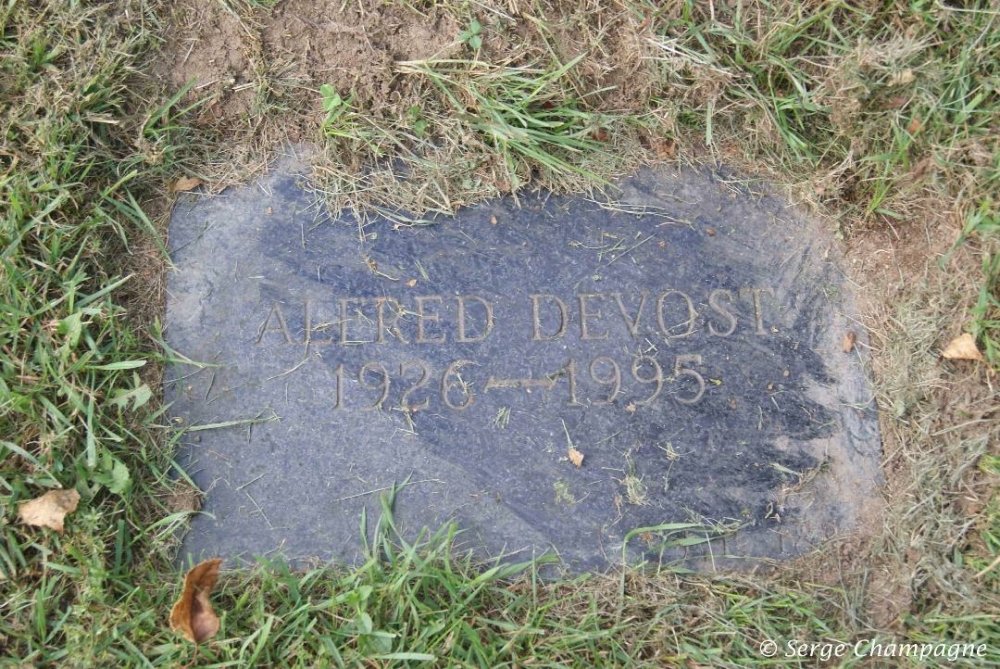 ALFRED DEVOST
1926—1995
© Serge Champagne